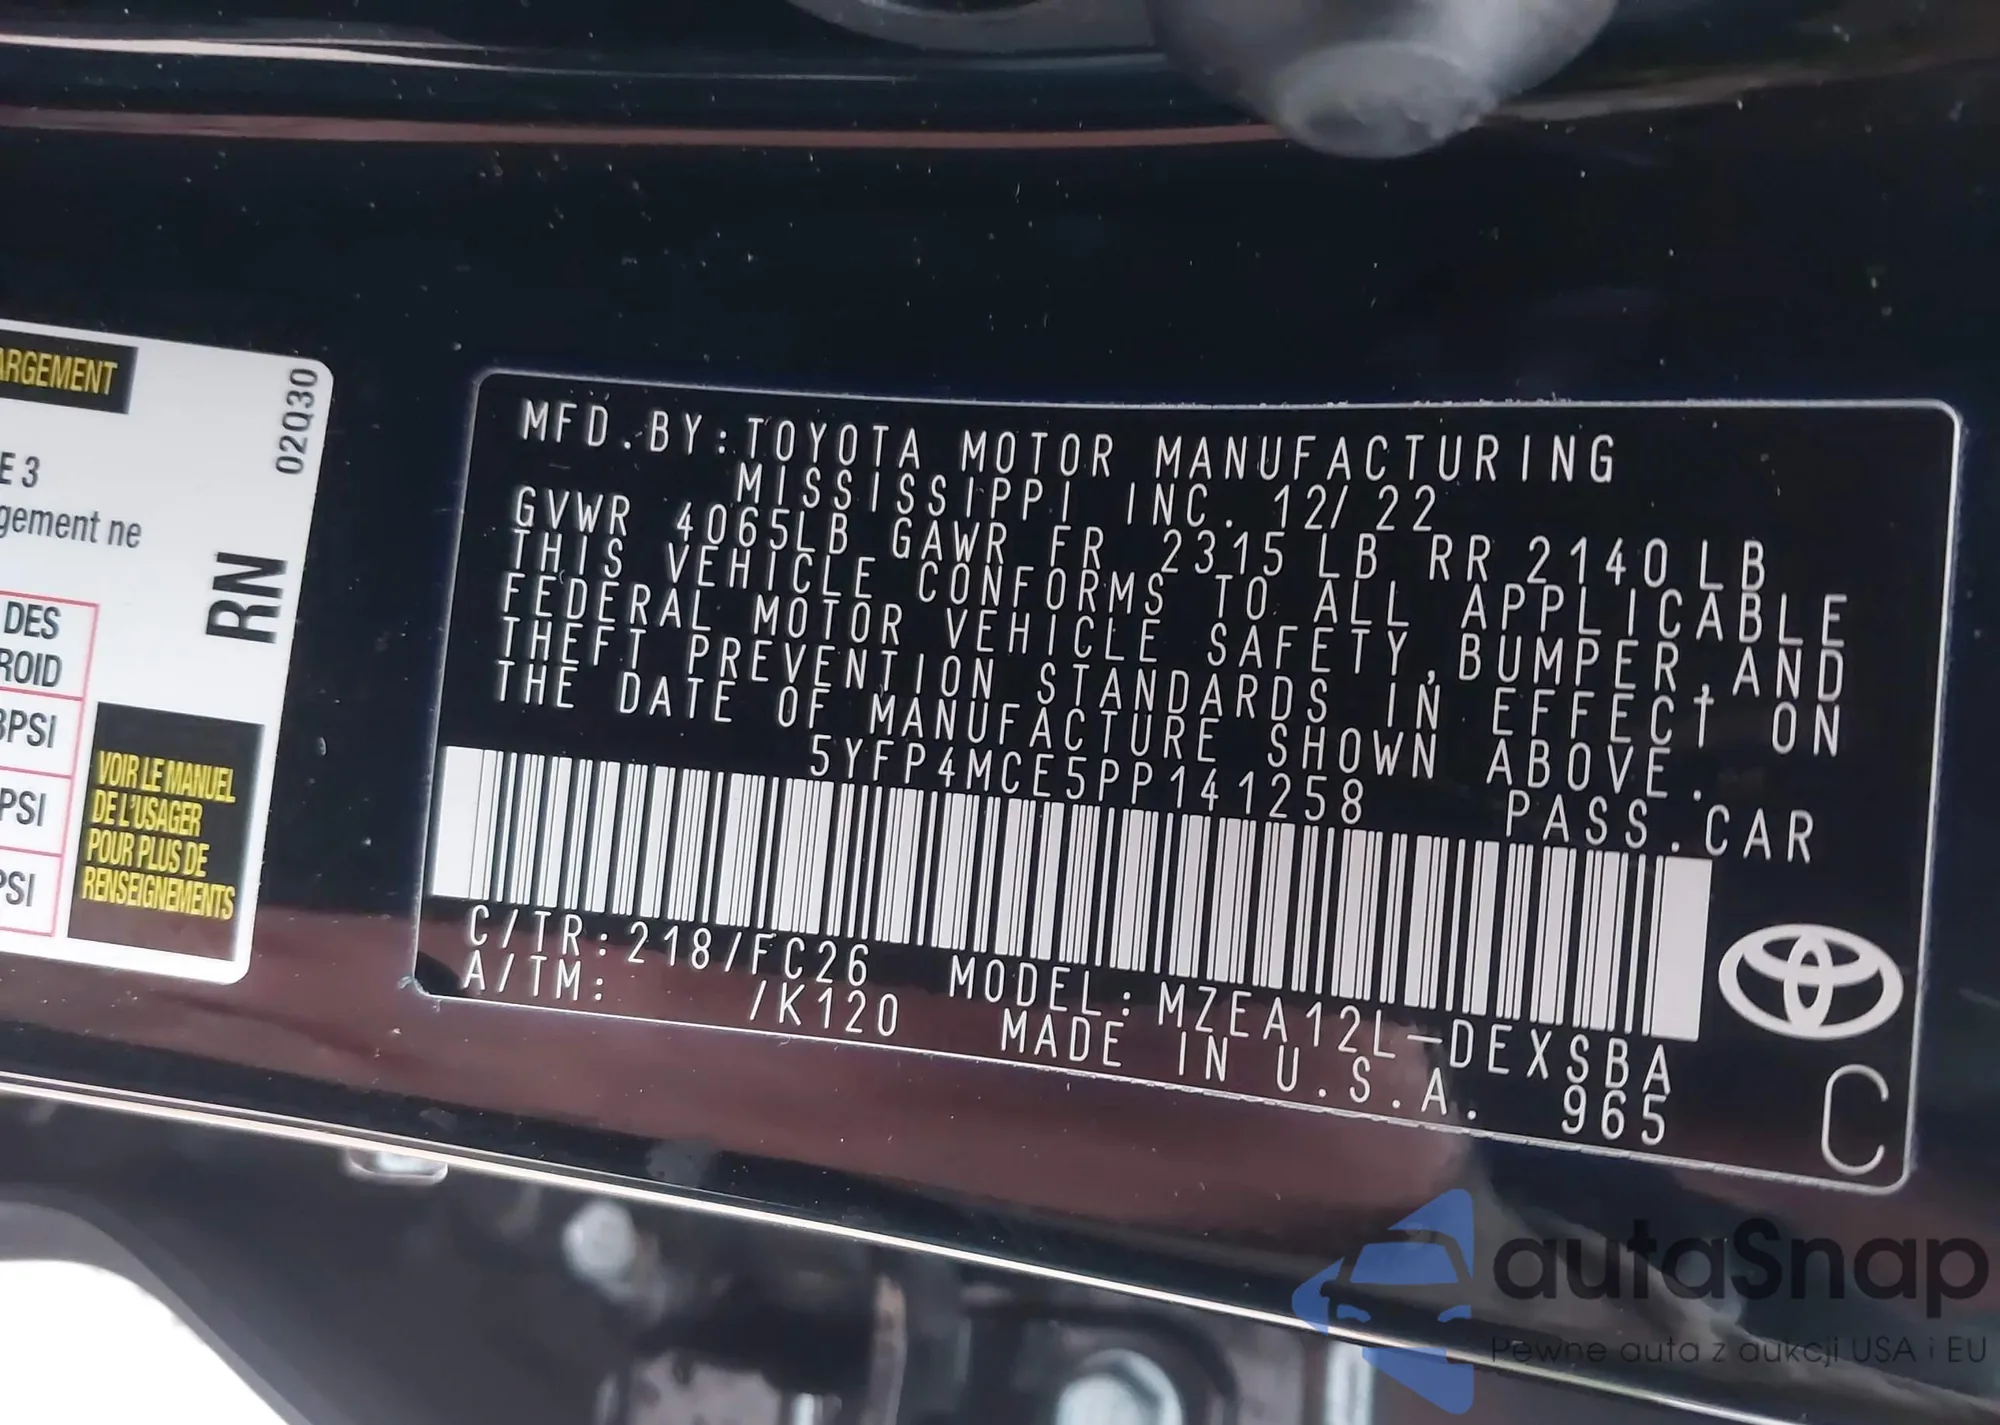 ARGEMENT
02Q30
E 3
gement ne
RN
DES
ROID
3PSI
PSI
PSI
VOIR LE MANUEL
DE L'USAGER
POUR PLUS DE
RENSEIGNEMENTS
MFD.BY:TOYOTA MOTOR MANUFACTURING
MISSISSIPPI INC. 12/22
GVWR 4065LB GAWR FR 2315LB RR 2140LB
THIS VEHICLE CONFORMS TO ALL APPLICABLE
FEDERAL MOTOR VEHICLE SAFETY,BUMPER,AND
THEFT PREVENTION STANDARDS IN EFFECT ON
THE DATE OF MANUFACTURE SHOWN ABOVE.
5YFP4MCE5PP141258 PASS.CAR
C/TR:218/FC26 MODEL:MZEA12L-DEXSBA
A/TM: /K120 MADE IN U.S.A. 965
C
autoSnap
Pewne auta z aukcji USA i EU